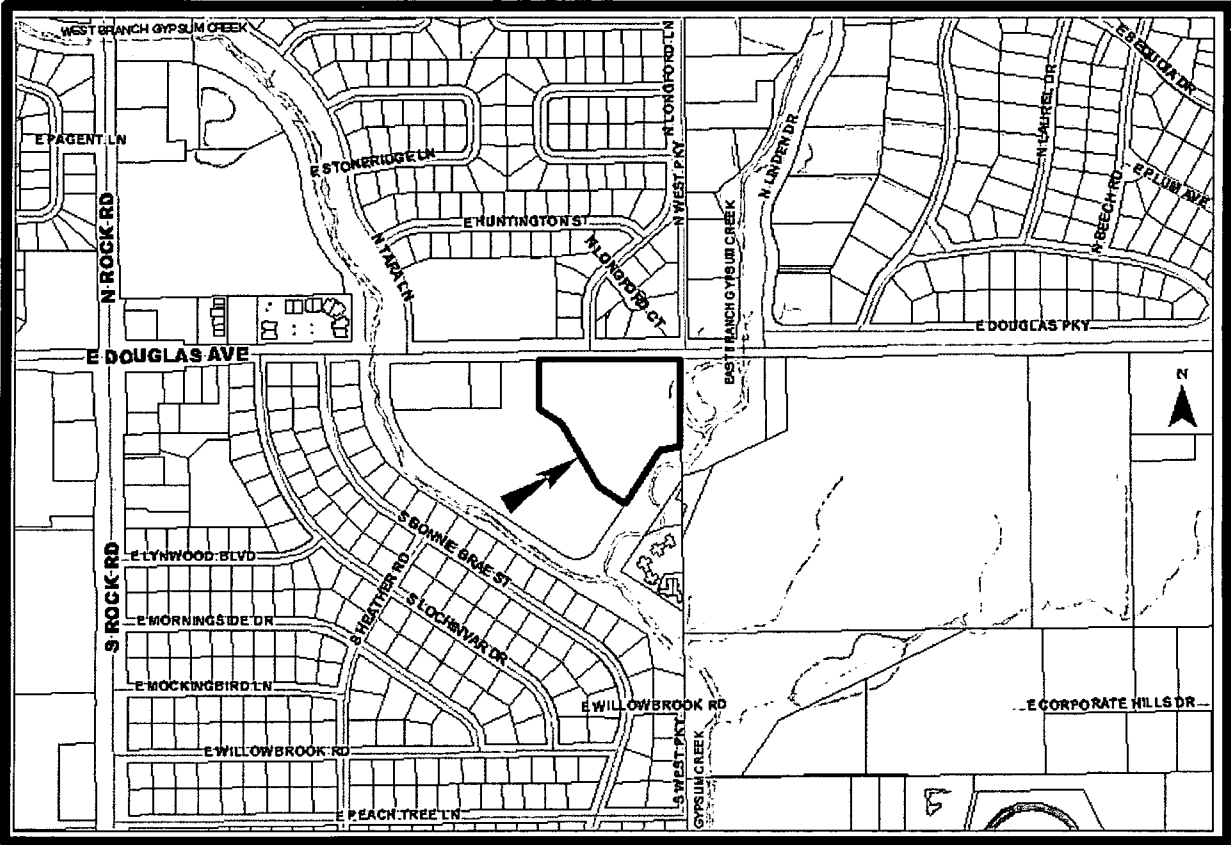 WEST BRANCH GYPSUM CREEK
N LONGFORD LN
E SEQUOIA DR
E PAGENT LN
E STONERIDGE LN
N WEST PKY
N LINDEN DR
N LAUREL DR
E PLUM AVE
N BEECH RD
N ROCK RD
E HUNTINGTON ST
N TARA LN
N LONGFORD CT
EAST BRANCH GYPSUM CREEK
E DOUGLAS PKY
E DOUGLAS AVE
N
S BONNIE BRAE ST
E LYNWOOD BLVD
S HEATHER RD
S LOCHINVAR DR
S ROCK RD
E MORNINGSIDE DR
E MOCKINGBIRD LN
E WILLOWBROOK RD
E CORPORATE HILLS DR
E WILLOWBROOK RD
S WEST PKY
GYPSUM CREEK
E PEACH TREE LN